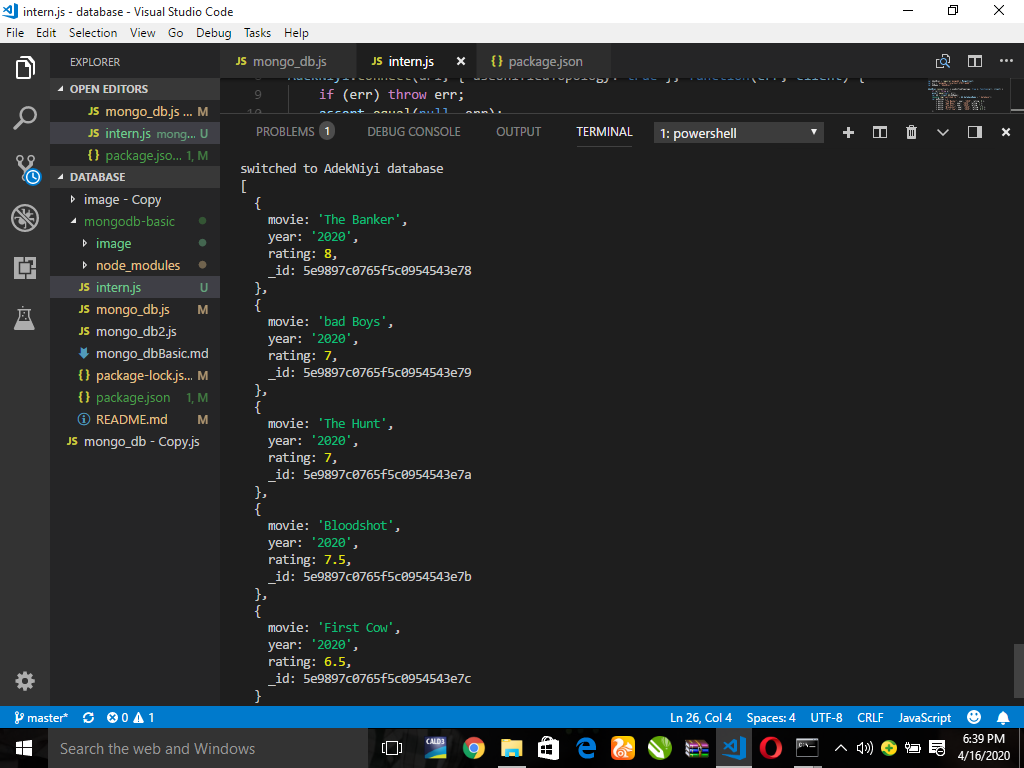 intern.js - database - Visual Studio Code
File Edit Selection View Go Debug Tasks Help
EXPLORER
OPEN EDITORS
JS mongo_db.js ... M
JS intern.js mong... U
{} package.jso... 1, M
DATABASE
image - Copy
mongodb-basic
image
node_modules
JS intern.js U
JS mongo_db.js M
JS mongo_db2.js
mongo_dbBasic.md
{} package-lock.js... M
{} package.json 1, M
README.md M
JS mongo_db - Copy.js
JS mongo_db.js JS intern.js {} package.json
9 if (err) throw err;
PROBLEMS 1 DEBUG CONSOLE OUTPUT TERMINAL 1: powershell
switched to AdekNiyi database
[
{
movie: 'The Banker',
year: '2020',
rating: 8,
_id: 5e9897c0765f5c0954543e78
},
{
movie: 'bad Boys',
year: '2020',
rating: 7,
_id: 5e9897c0765f5c0954543e79
},
{
movie: 'The Hunt',
year: '2020',
rating: 7,
_id: 5e9897c0765f5c0954543e7a
},
{
movie: 'Bloodshot',
year: '2020',
rating: 7.5,
_id: 5e9897c0765f5c0954543e7b
},
{
movie: 'First Cow',
year: '2020',
rating: 6.5,
_id: 5e9897c0765f5c0954543e7c
}
master* 0 1 Ln 26, Col 4 Spaces: 4 UTF-8 CRLF JavaScript
Search the web and Windows
CALD3
6:39 PM
4/16/2020